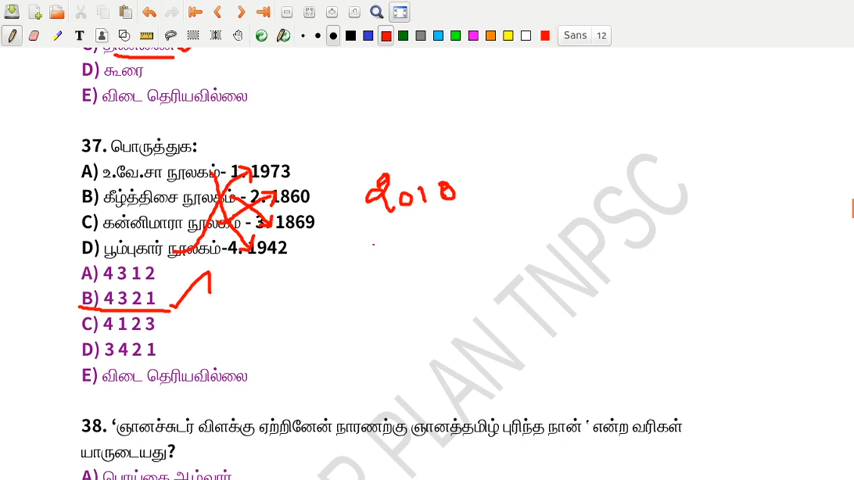 Sans 12
D) கூரை
E) விடை தெரியவில்லை
37. பொருத்துக:
A) உ.வே.சா நூலகம்- 1. 1973
B) கீழ்த்திசை நூலகம் - 2. 1860
C) கன்னிமாரா நூலகம் - 3. 1869
D) பூம்புகார் நூலகம்-4. 1942
2018
A) 4 3 1 2
B) 4 3 2 1
C) 4 1 2 3
D) 3 4 2 1
E) விடை தெரியவில்லை
38. ‘ஞானச்சுடர் விளக்கு ஏற்றினேன் நாரணற்கு ஞானத்தமிழ் புரிந்த நான் ’ என்ற வரிகள்
யாருடையது?
A) பொய்கை ஆழ்வார்
PLAN TNPSC